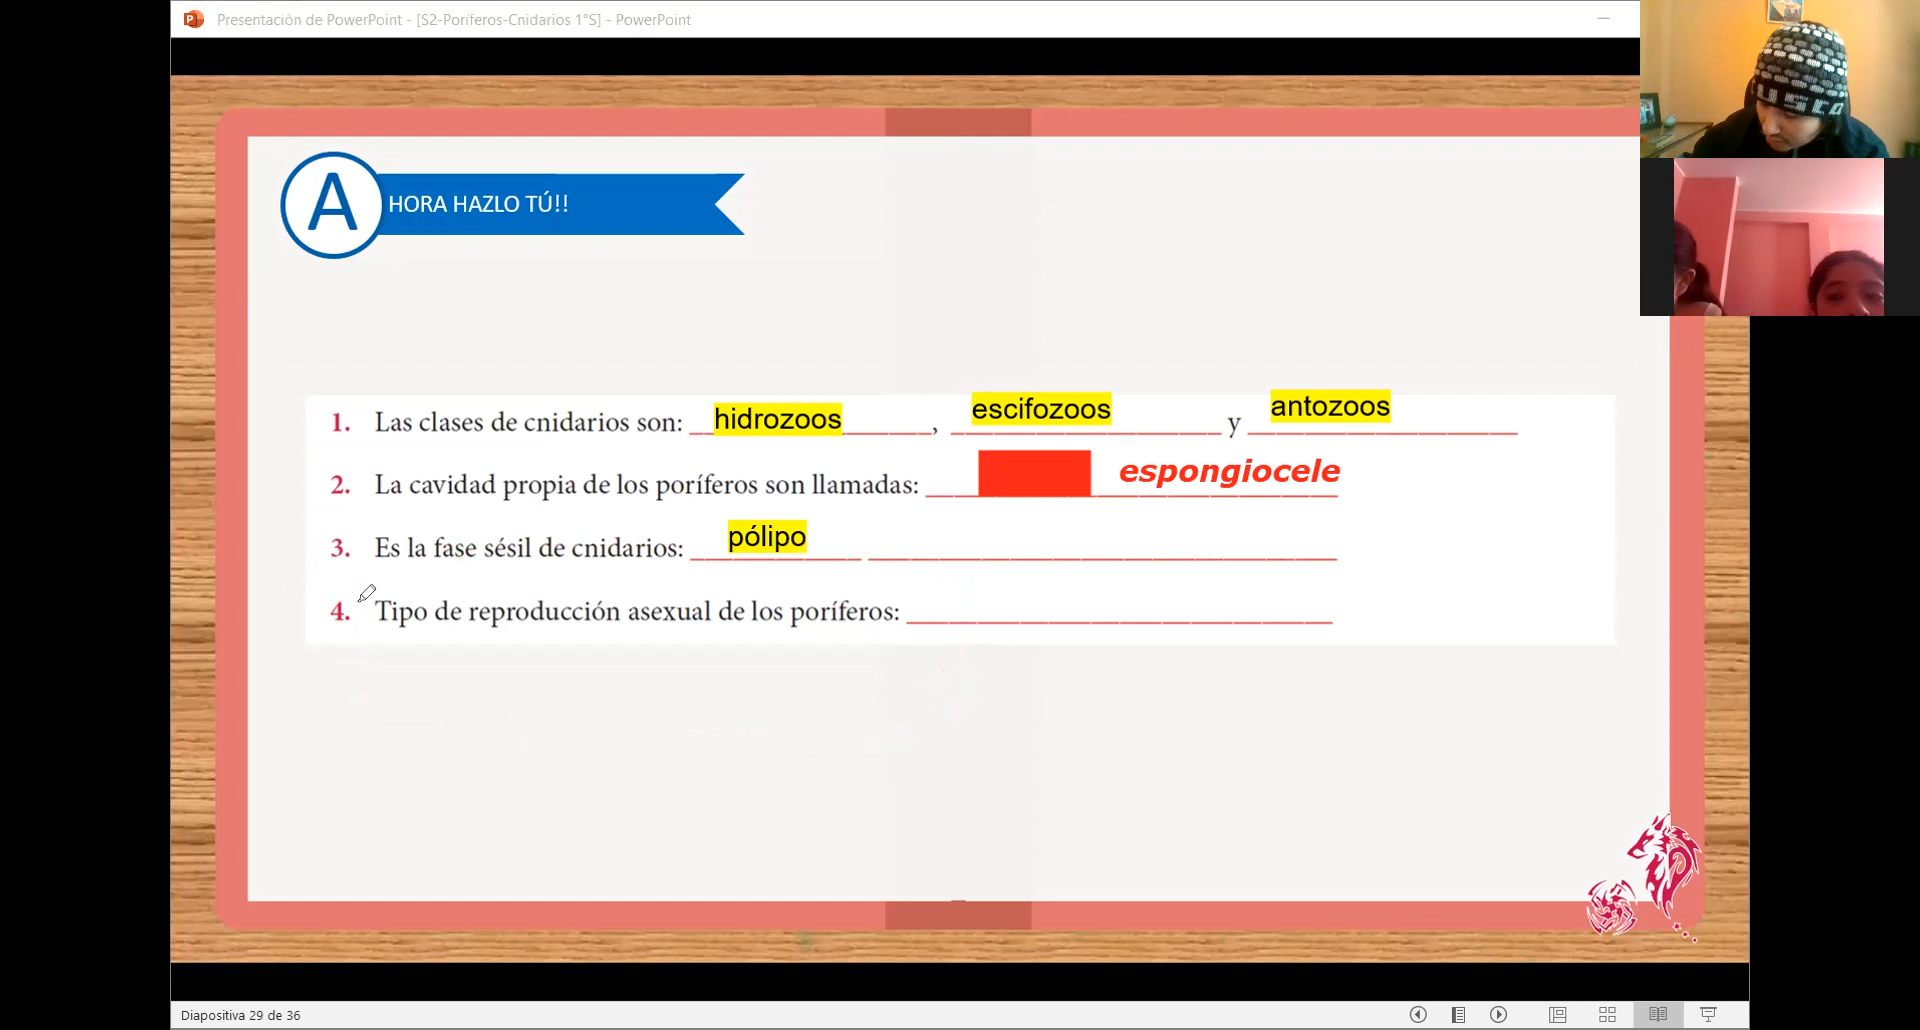 Presentación de PowerPoint - [S2-Poríferos-Cnidarios 1°S] - PowerPoint
A HORA HAZLO TÚ!!
1. Las clases de cnidarios son: hidrozoos, escifozoos y antozoos
2. La cavidad propia de los poríferos son llamadas: espongiocele
3. Es la fase sésil de cnidarios: pólipo
4. Tipo de reproducción asexual de los poríferos:
Diapositiva 29 de 36